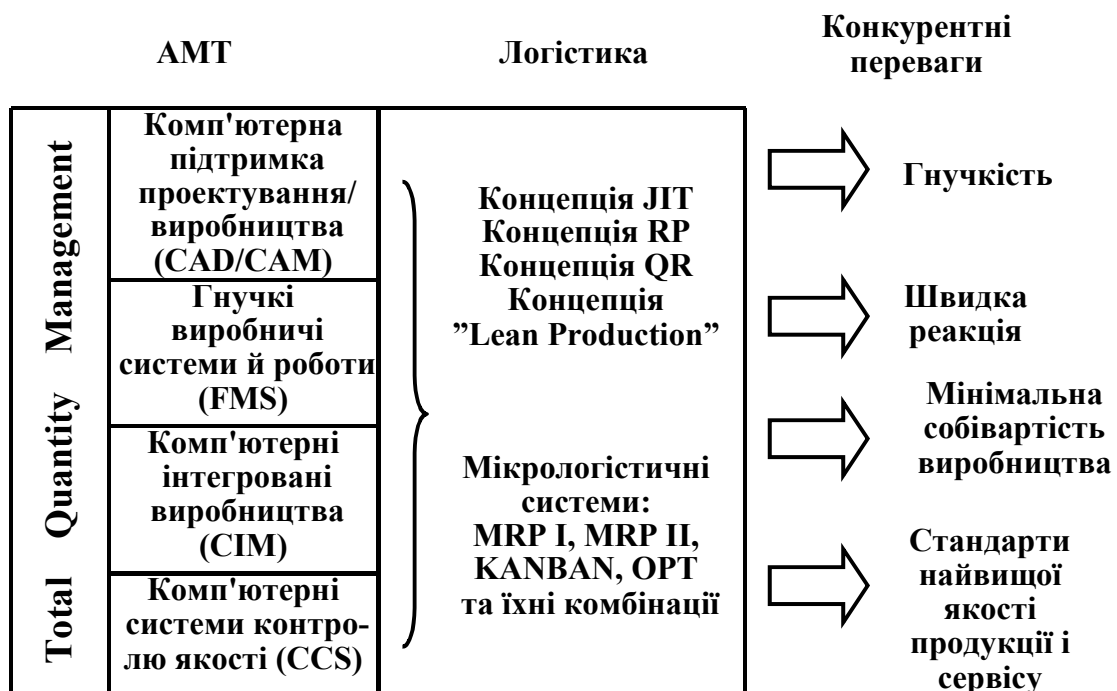 АМТ
Логістика
Конкурентні
переваги
Total Quantity Management
Комп'ютерна
підтримка
проектування/
виробництва
(CAD/CAM)
Гнучкі
виробничі
системи й роботи
(FMS)
Комп'ютерні
інтегровані
виробництва
(CIM)
Комп'ютерні
системи контро-
лю якості (CCS)
Концепція JIT
Концепція RP
Концепція QR
Концепція
”Lean Production”
Мікрологістичні
системи:
MRP I, MRP II,
KANBAN, OPT
та їхні комбінації
Гнучкість
Швидка
реакція
Мінімальна
собівартість
виробництва
Стандарти
найвищої
якості
продукції і
сервісу